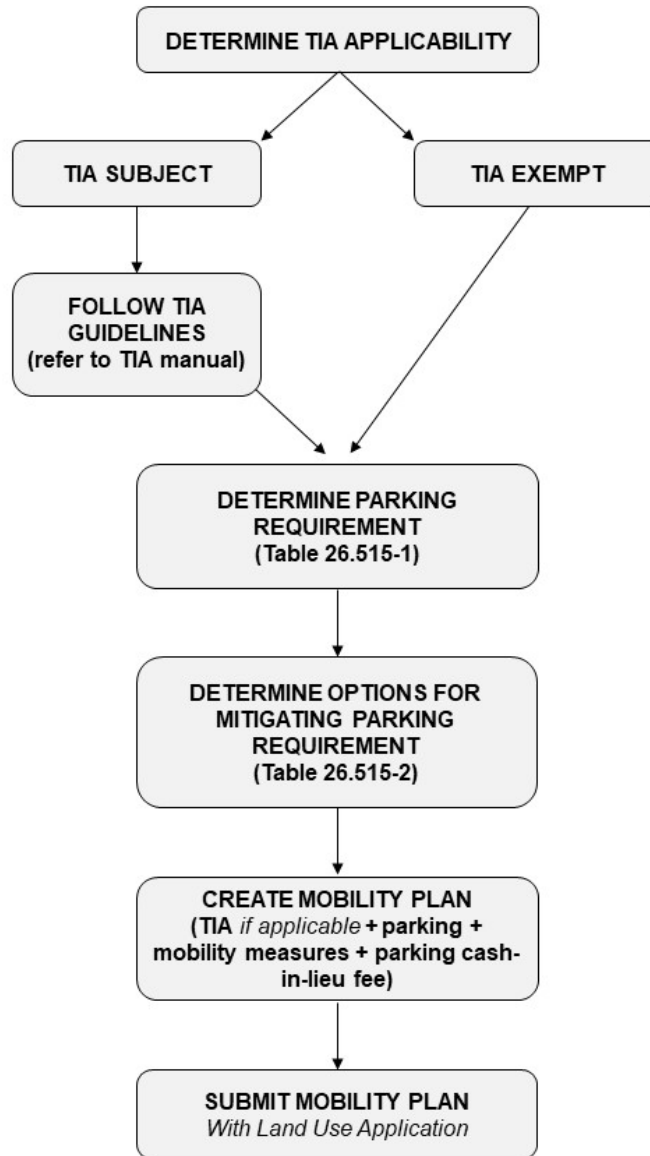 DETERMINE TIA APPLICABILITY
TIA SUBJECT
TIA EXEMPT
FOLLOW TIA
GUIDELINES
(refer to TIA manual)
DETERMINE PARKING
REQUIREMENT
(Table 26.515-1)
DETERMINE OPTIONS FOR
MITIGATING PARKING
REQUIREMENT
(Table 26.515-2)
CREATE MOBILITY PLAN
(TIA if applicable + parking +
mobility measures + parking cash-
in-lieu fee)
SUBMIT MOBILITY PLAN
With Land Use Application